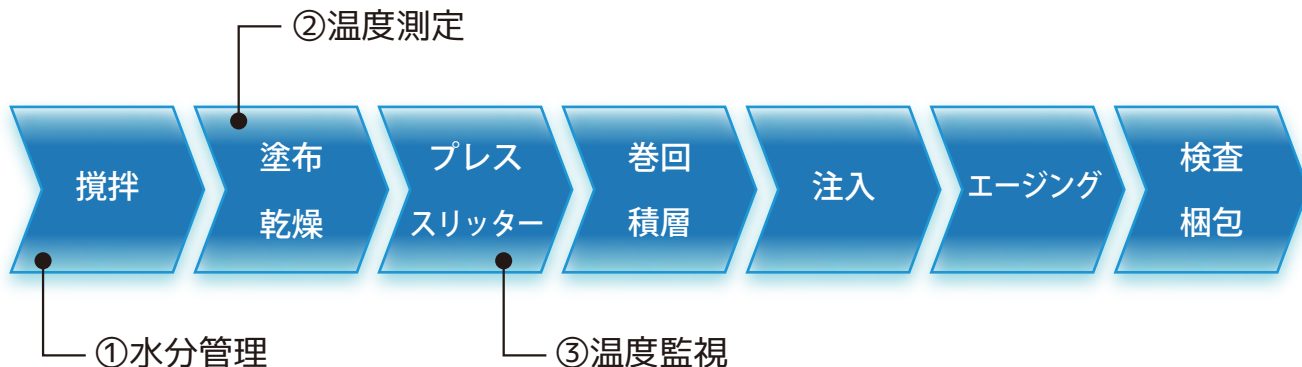 ②温度測定
撹拌
塗布
乾燥
プレス
スリッター
巻回
積層
注入
エージング
検査
梱包
①水分管理
③温度監視